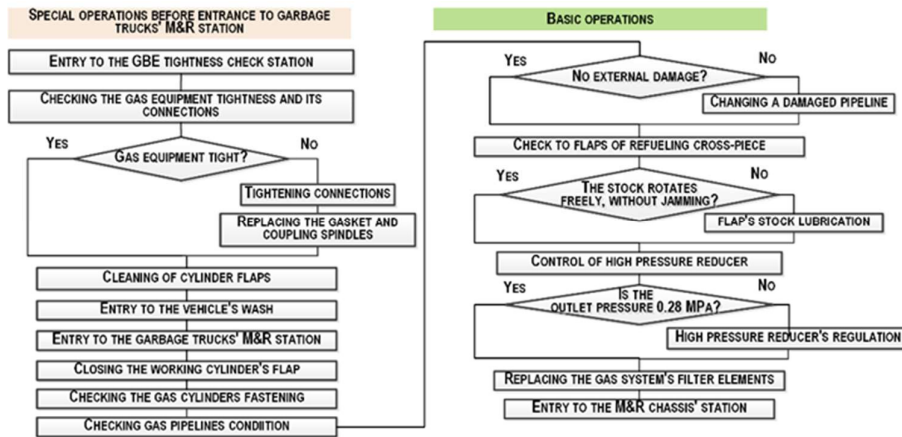 SPECIAL OPERATIONS BEFORE ENTRANCE TO GARBAGE
TRUCKS' M&R STATION
ENTRY TO THE GBE TIGHTNESS CHECK STATION
CHECKING THE GAS EQUIPMENT TIGHTNESS AND ITS
CONNECTIONS
YES
NO
GAS EQUIPMENT TIGHT?
TIGHTENING CONNECTIONS
REPLACING THE GASKET AND
COUPLING SPINDLES
CLEANING OF CYLINDER FLAPS
ENTRY TO THE VEHICLE'S WASH
ENTRY TO THE GARBAGE TRUCKS' M&R STATION
CLOSING THE WORKING CYLINDER'S FLAP
CHECKING THE GAS CYLINDERS FASTENING
CHECKING GAS PIPELINES CONDITION
BASIC OPERATIONS
YES
NO
NO EXTERNAL DAMAGE?
CHANGING A DAMAGED PIPELINE
CHECK TO FLAPS OF REFUELING CROSS-PIECE
YES
NO
THE STOCK ROTATES
FREELY, WITHOUT JAMMING?
FLAP'S STOCK LUBRICATION
CONTROL OF HIGH PRESSURE REDUCER
YES
NO
IS THE
OUTLET PRESSURE 0.28 MPA?
HIGH PRESSURE REDUCER'S REGULATION
REPLACING THE GAS SYSTEM'S FILTER ELEMENTS
ENTRY TO THE M&R CHASSIS' STATION